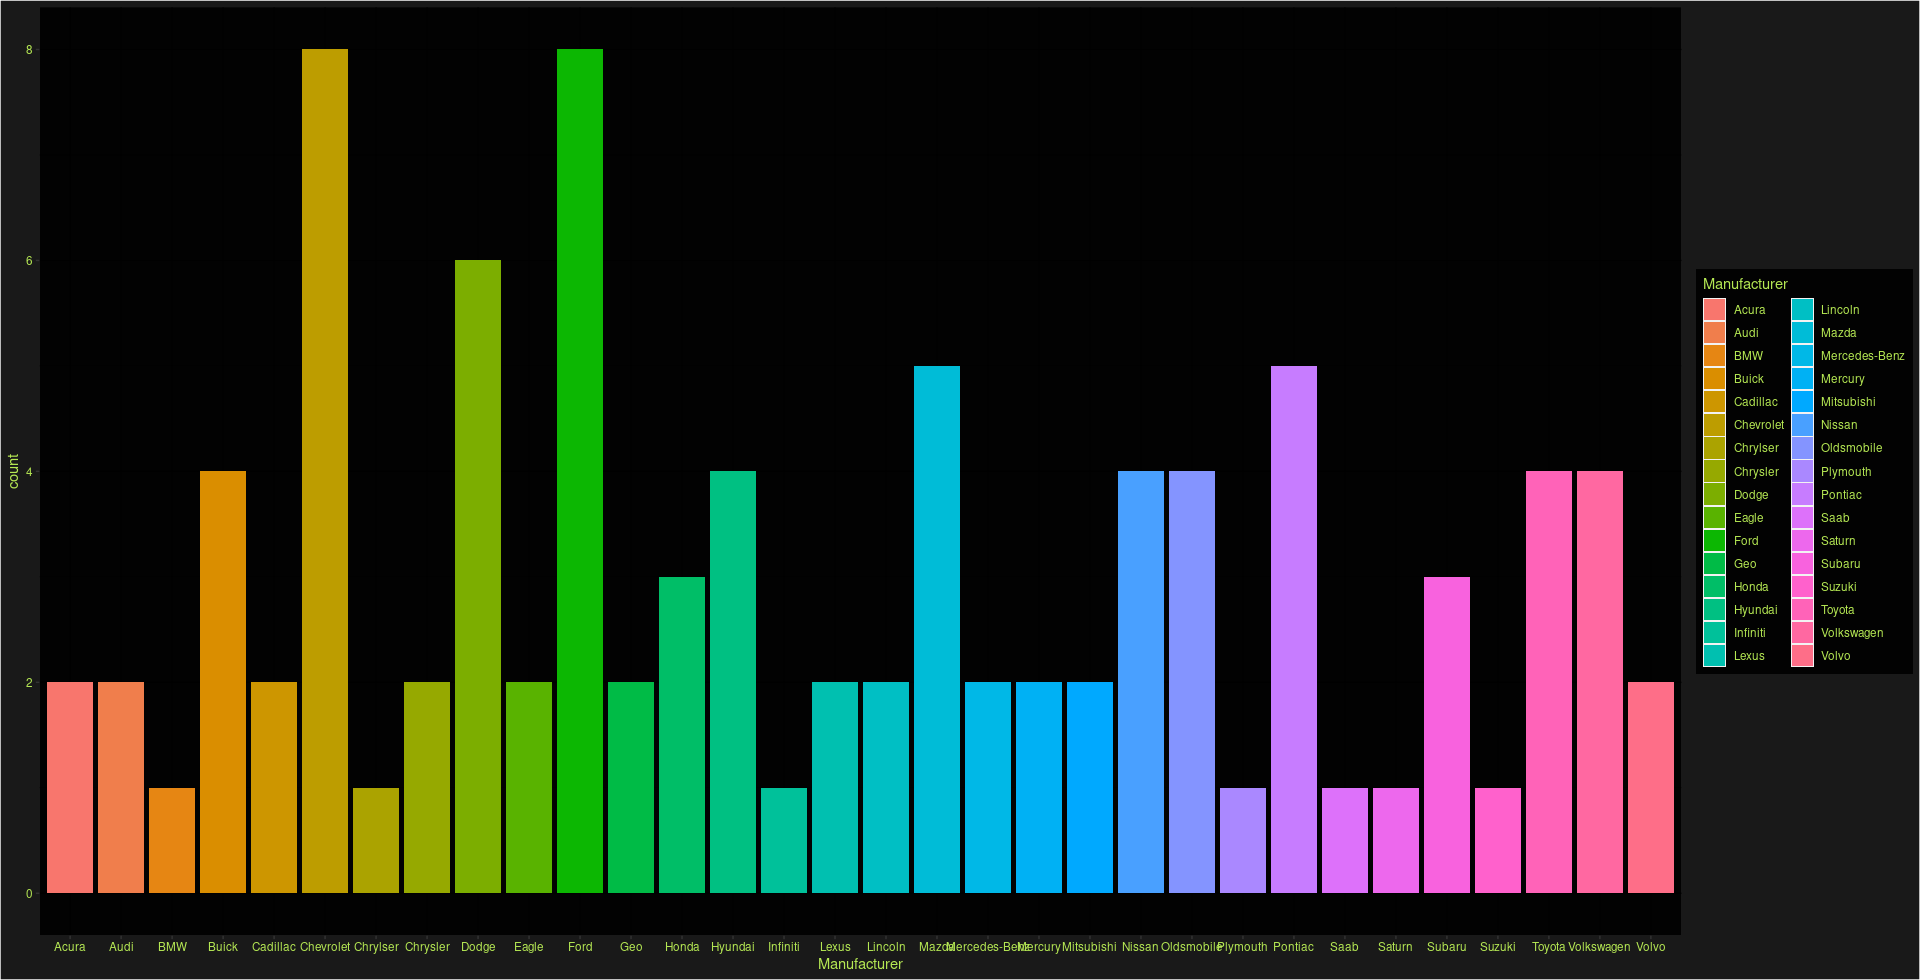 8
6
4
2
0
count
Acura Audi BMW Buick Cadillac Chevrolet Chrylser Chrysler Dodge Eagle Ford Geo Honda Hyundai Infiniti Lexus Lincoln Mazda Mercedes-Benz Mercury Mitsubishi Nissan Oldsmobile Plymouth Pontiac Saab Saturn Subaru Suzuki Toyota Volkswagen Volvo
Manufacturer
Manufacturer
Acura Lincoln
Audi Mazda
BMW Mercedes-Benz
Buick Mercury
Cadillac Mitsubishi
Chevrolet Nissan
Chrylser Oldsmobile
Chrysler Plymouth
Dodge Pontiac
Eagle Saab
Ford Saturn
Geo Subaru
Honda Suzuki
Hyundai Toyota
Infiniti Volkswagen
Lexus Volvo